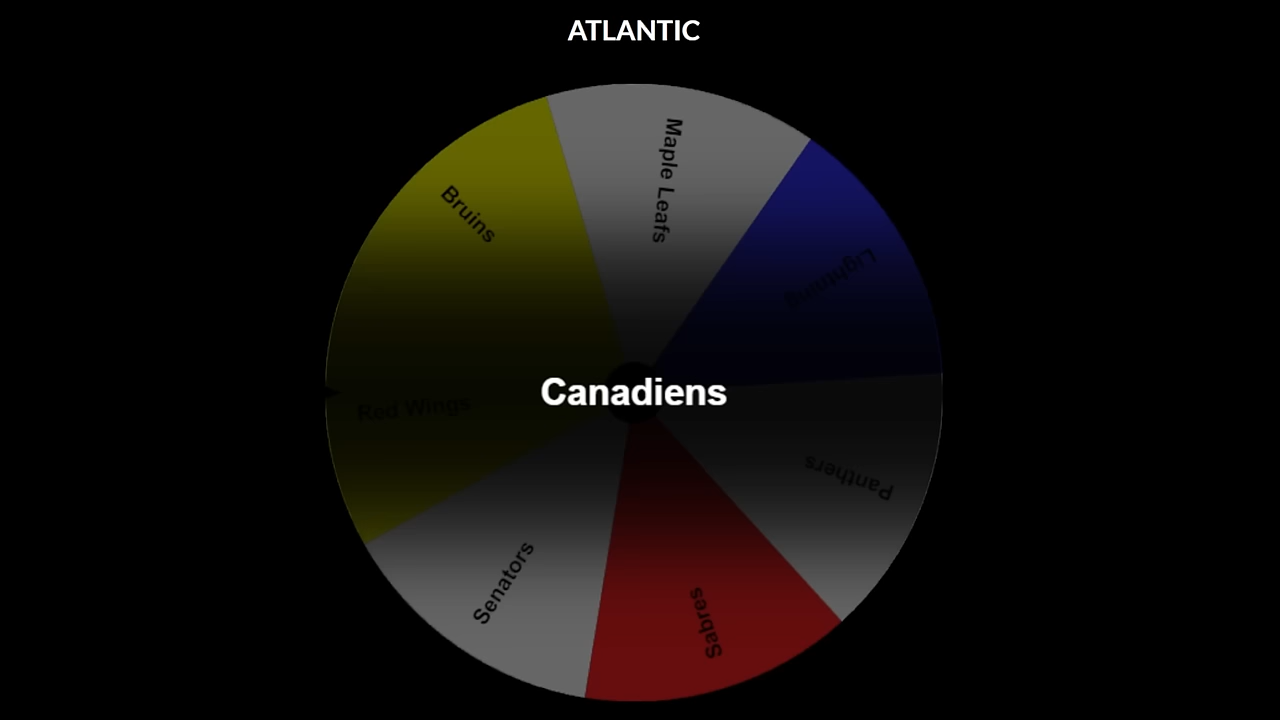 ATLANTIC
Maple Leafs
Bruins
Lightning
Canadiens
Red Wings
Panthers
Senators
Sabres